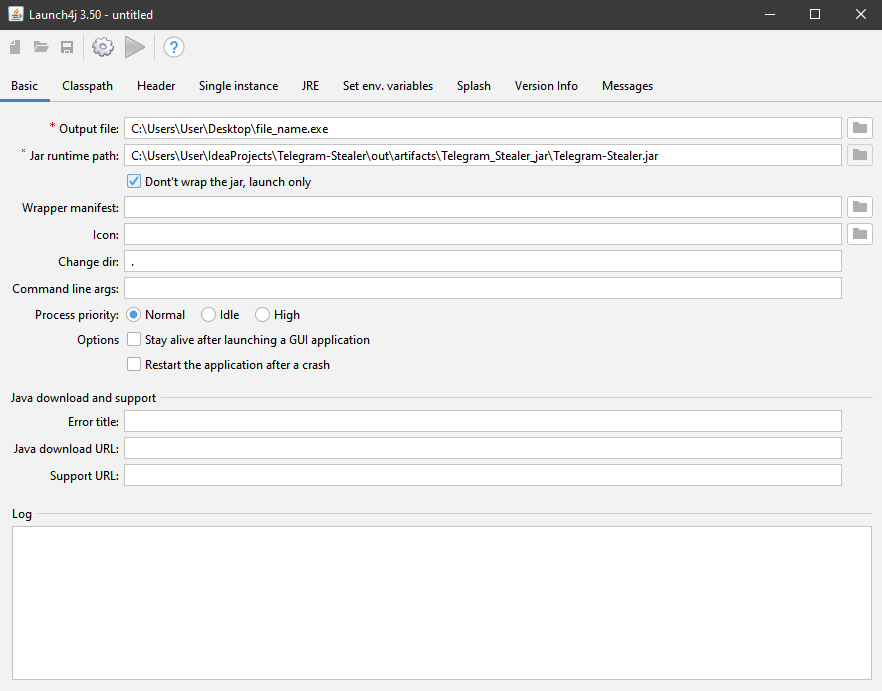 Launch4j 3.50 - untitled
?
Basic Classpath Header Single instance JRE Set env. variables Splash Version Info Messages
* Output file: C:\Users\User\Desktop\file_name.exe
* Jar runtime path: C:\Users\User\IdeaProjects\Telegram-Stealer\out\artifacts\Telegram_Stealer_jar\Telegram-Stealer.jar
Dont't wrap the jar, launch only
Wrapper manifest:
Icon:
Change dir: .
Command line args:
Process priority: Normal Idle High
Options Stay alive after launching a GUI application
Restart the application after a crash
Java download and support
Error title:
Java download URL:
Support URL:
Log